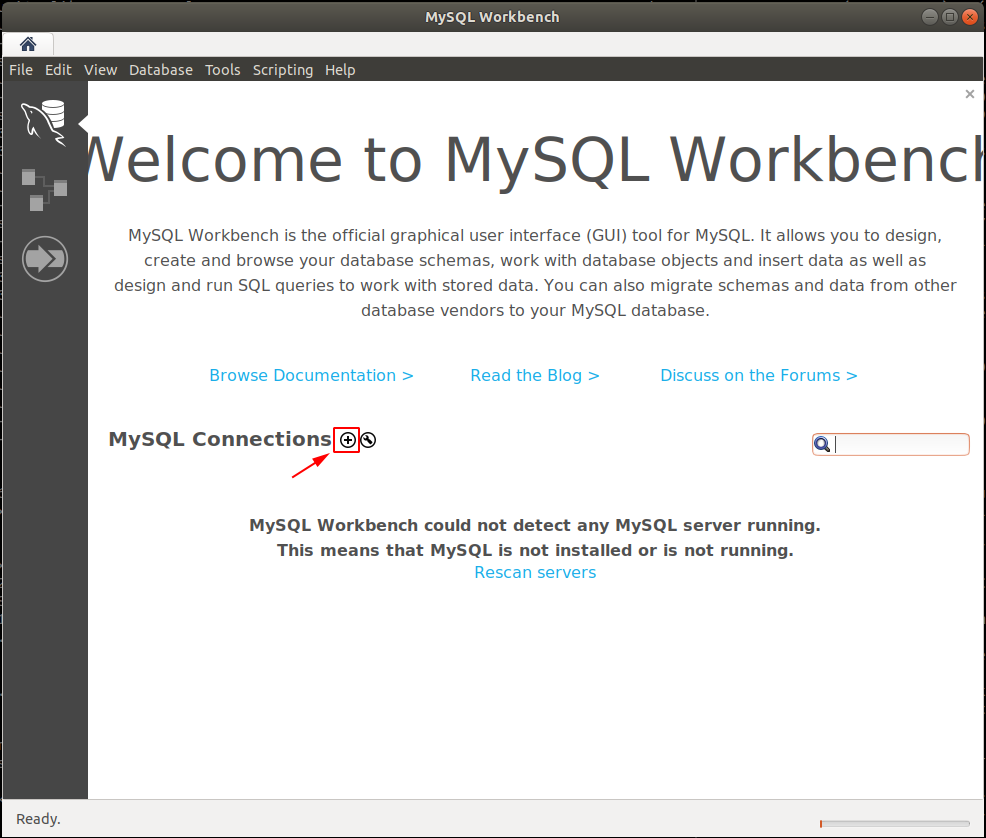 MySQL Workbench
File Edit View Database Tools Scripting Help
Welcome to MySQL Workbench
MySQL Workbench is the official graphical user interface (GUI) tool for MySQL. It allows you to design,
create and browse your database schemas, work with database objects and insert data as well as
design and run SQL queries to work with stored data. You can also migrate schemas and data from other
database vendors to your MySQL database.
Browse Documentation > Read the Blog > Discuss on the Forums >
MySQL Connections
MySQL Workbench could not detect any MySQL server running.
This means that MySQL is not installed or is not running.
Rescan servers
Ready.